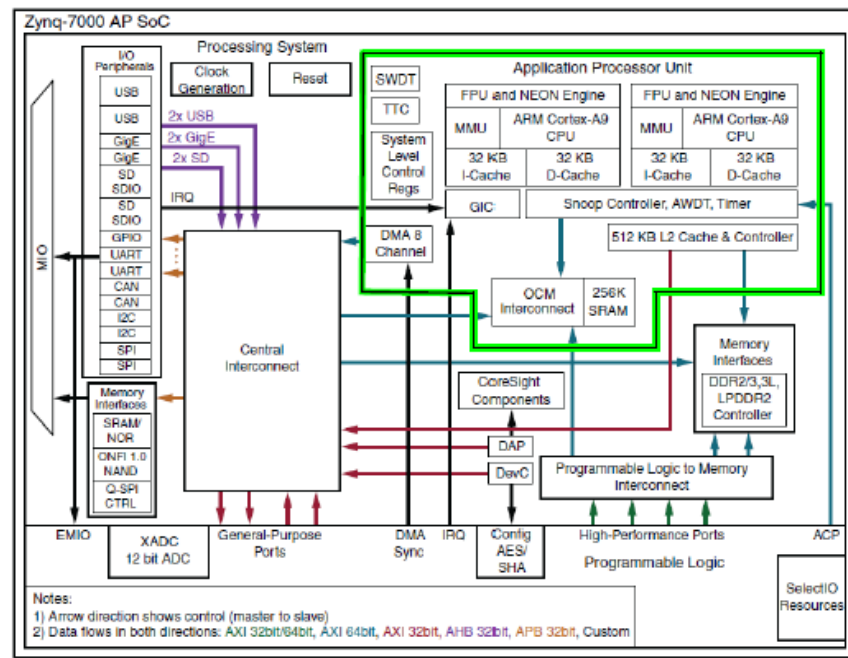 Zynq-7000 AP SoC
Processing System
I/O
Peripherals
USB
USB
GigE
GigE
SD
SDIO
SD
SDIO
GPIO
UART
UART
CAN
CAN
I2C
I2C
SPI
SPI
MIO
Clock
Generation
Reset
2x USB
2x GigE
2x SD
IRQ
Application Processor Unit
SWDT
TTC
System
Level
Control
Regs
FPU and NEON Engine
MMU
ARM Cortex-A9
CPU
32 KB
I-Cache
32 KB
D-Cache
FPU and NEON Engine
MMU
ARM Cortex-A9
CPU
32 KB
I-Cache
32 KB
D-Cache
GIC
Snoop Controller, AWDT, Timer
DMA 8
Channel
512 KB L2 Cache & Controller
OCM
Interconnect
256K
SRAM
Central
Interconnect
Memory
Interfaces
DDR2/3,3L,
LPDDR2
Controller
Memory
Interfaces
SRAM/
NOR
ONFI 1.0
NAND
Q-SPI
CTRL
CoreSight
Components
DAP
DevC
Programmable Logic to Memory
Interconnect
EMIO
XADC
12 bit ADC
General-Purpose
Ports
DMA
Sync
IRQ
Config
AES/
SHA
High-Performance Ports
ACP
Programmable Logic
SelectIO
Resources
Notes:
1) Arrow direction shows control (master to slave)
2) Data flows in both directions: AXI 32bit/64bit, AXI 64bit, AXI 32bit, AHB 32bit, APB 32bit, Custom